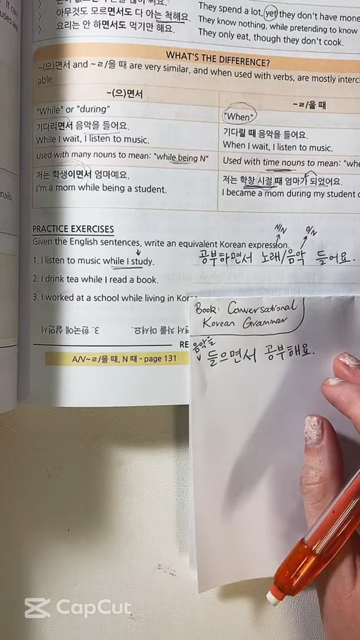 아무것도 모르면서 다 아는 척해요.
They spend a lot, yet they don't have mone
They know nothing, while pretending to know
요리는 안 하면서 먹기만 해요.
They only eat, though they don't cook.
WHAT'S THE DIFFERENCE?
~(으)면서 and ~ㄹ/을 때 are very similar, and when used with verbs, are mostly interc
able.
~(으)면서
~ㄹ/을 때
"While" or "during"
"When"
기다리면서 음악을 들어요.
기다릴 때 음악을 들어요.
While I wait, I listen to music.
When I wait, I listen to music.
Used with many nouns to mean: "while being N"
Used with time nouns to mean: "whe
저는 학생이면서 엄마예요.
저는 학창 시절 때 엄마가 되었어요.
I'm a mom while being a student.
I became a mom during my student d
PRACTICE EXERCISES
Given the English sentences, write an equivalent Korean expression.
1. I listen to music while I study.
공부하면서 노래/음악 들어요.
2. I drink tea while I read a book.
3. I worked at a school while living in Kor
Book: Conversational
Korean Grammar
RE
A/V~ㄹ/을 때, N 때 - page 131
음악을
들으면서 공부해요.
CapCut